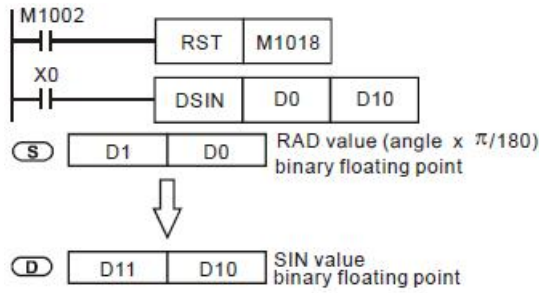 M1002
RST M1018
X0
DSIN D0 D10
S D1 D0 RAD value (angle x π/180)
binary floating point
D D11 D10 SIN value
binary floating point